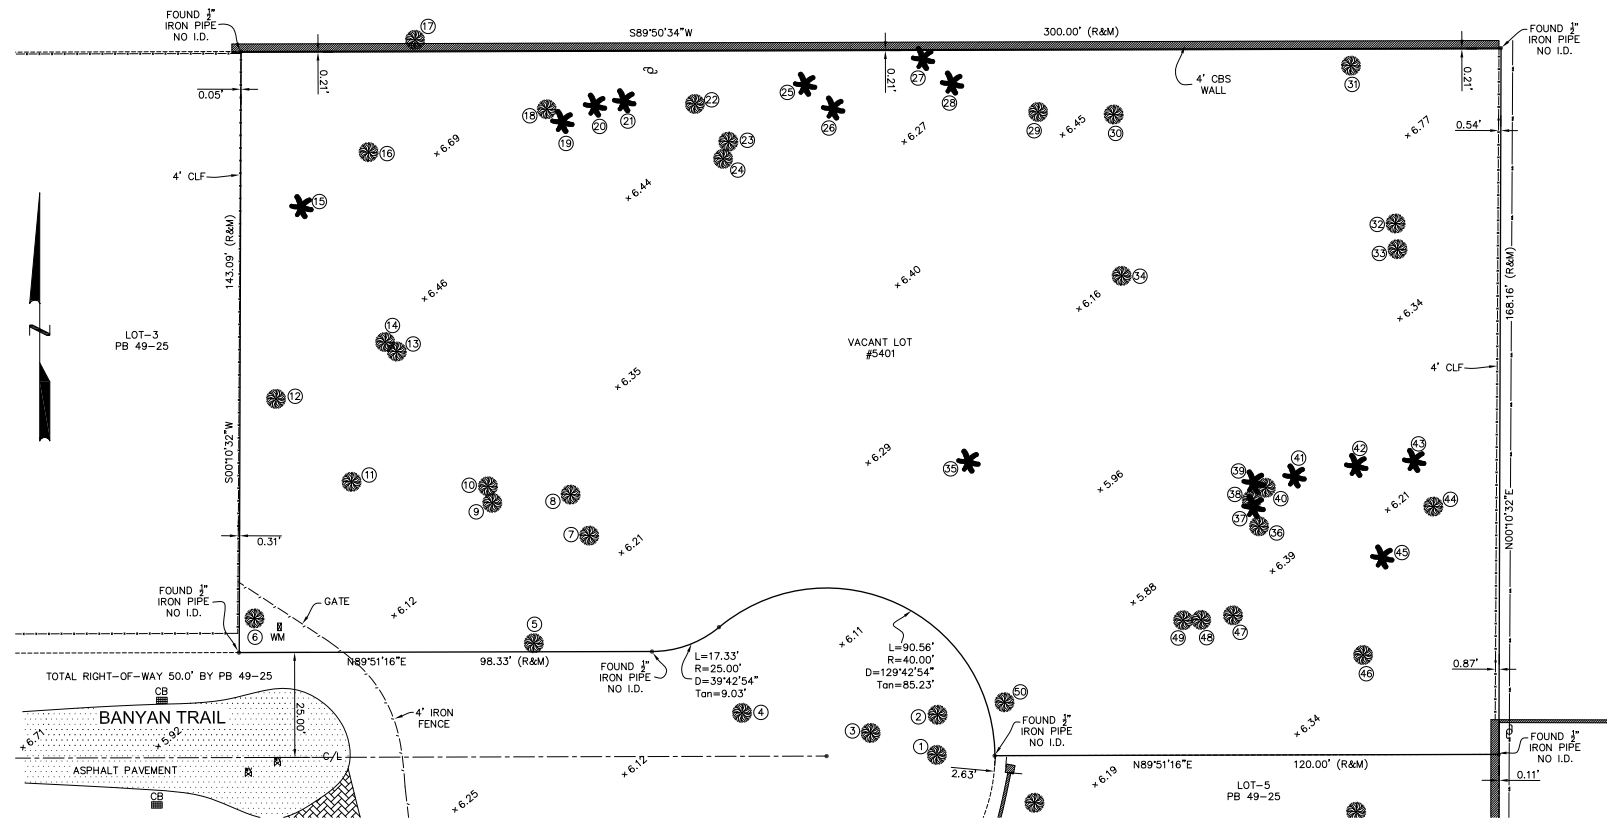 FOUND ½"
IRON PIPE
NO I.D.
17
S89°50'34"W
300.00' (R&M)
FOUND ½"
IRON PIPE
NO I.D.
0.21'
0.21'
0.21'
27
4' CBS
WALL
31
0.05'
25
28
22
18
19
20
21
26
29
30
× 6.27
× 6.45
× 6.77
0.54'
× 6.69
16
23
24
4' CLF
15
× 6.44
32
33
143.09' (R&M)
168.16' (R&M)
× 6.46
× 6.40
34
× 6.16
× 6.34
Z
LOT-3
PB 49-25
14
13
VACANT LOT
#5401
4' CLF
× 6.35
12
S00°10'32"W
N00°10'32"E
× 6.29
35
41
42
43
11
10
9
8
7
× 5.96
39
38
37
40
36
× 6.21
44
0.31'
× 6.21
45
× 6.39
FOUND ½"
IRON PIPE
NO I.D.
GATE
× 6.12
× 5.88
6
WM
5
× 6.11
49
48
47
L=90.56'
R=40.00'
D=129°42'54"
Tan=85.23'
L=17.33'
R=25.00'
D=39°42'54"
Tan=9.03'
N89°51'16"E
98.33' (R&M)
FOUND ½"
IRON PIPE
NO I.D.
46
0.87'
TOTAL RIGHT-OF-WAY 50.0' BY PB 49-25
CB
25.00'
4' IRON
FENCE
BANYAN TRAIL
4
50
2
3
1
FOUND ½"
IRON PIPE
NO I.D.
× 6.34
FOUND ½"
IRON PIPE
NO I.D.
× 6.71
× 5.92
C/L
ASPHALT PAVEMENT
× 6.12
2.63'
× 6.19
N89°51'16"E
120.00' (R&M)
0.11'
CB
× 6.25
LOT-5
PB 49-25